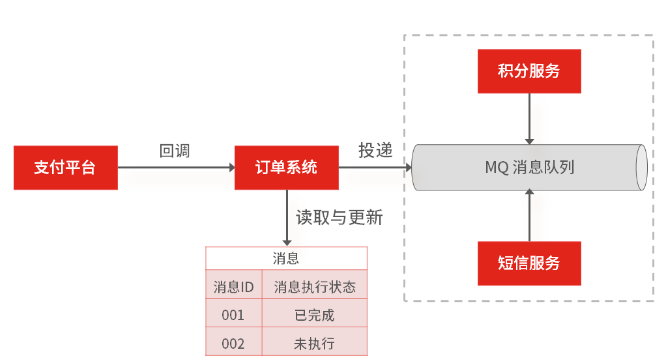 积分服务
支付平台
回调
订单系统
投递
MQ 消息队列
读取与更新
短信服务
消息
消息ID 消息执行状态
001 已完成
002 未执行